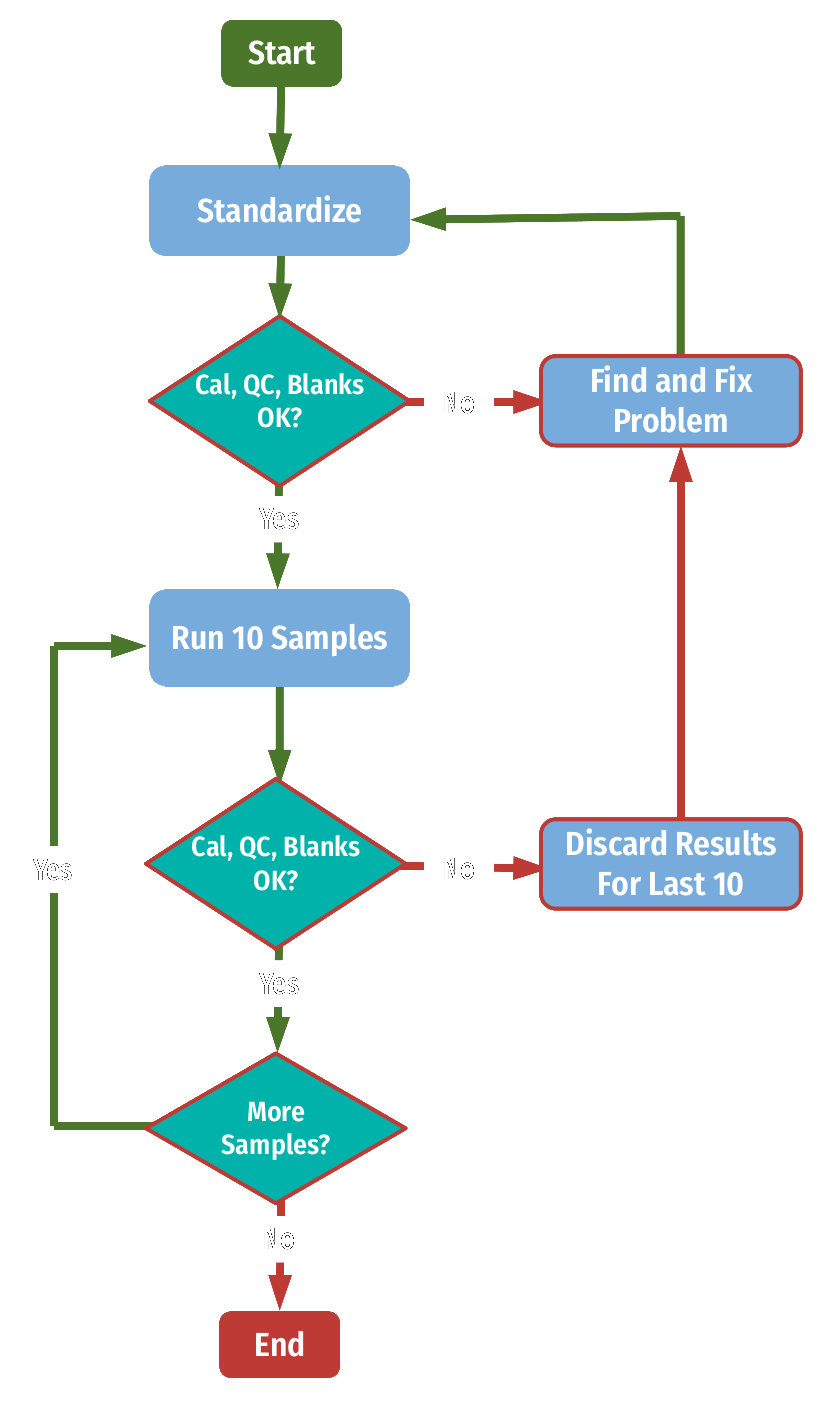 Start
Standardize
Cal, QC, Blanks
OK?
No
Find and Fix
Problem
Yes
Run 10 Samples
Cal, QC, Blanks
OK?
No
Discard Results
For Last 10
Yes
Yes
More
Samples?
No
End